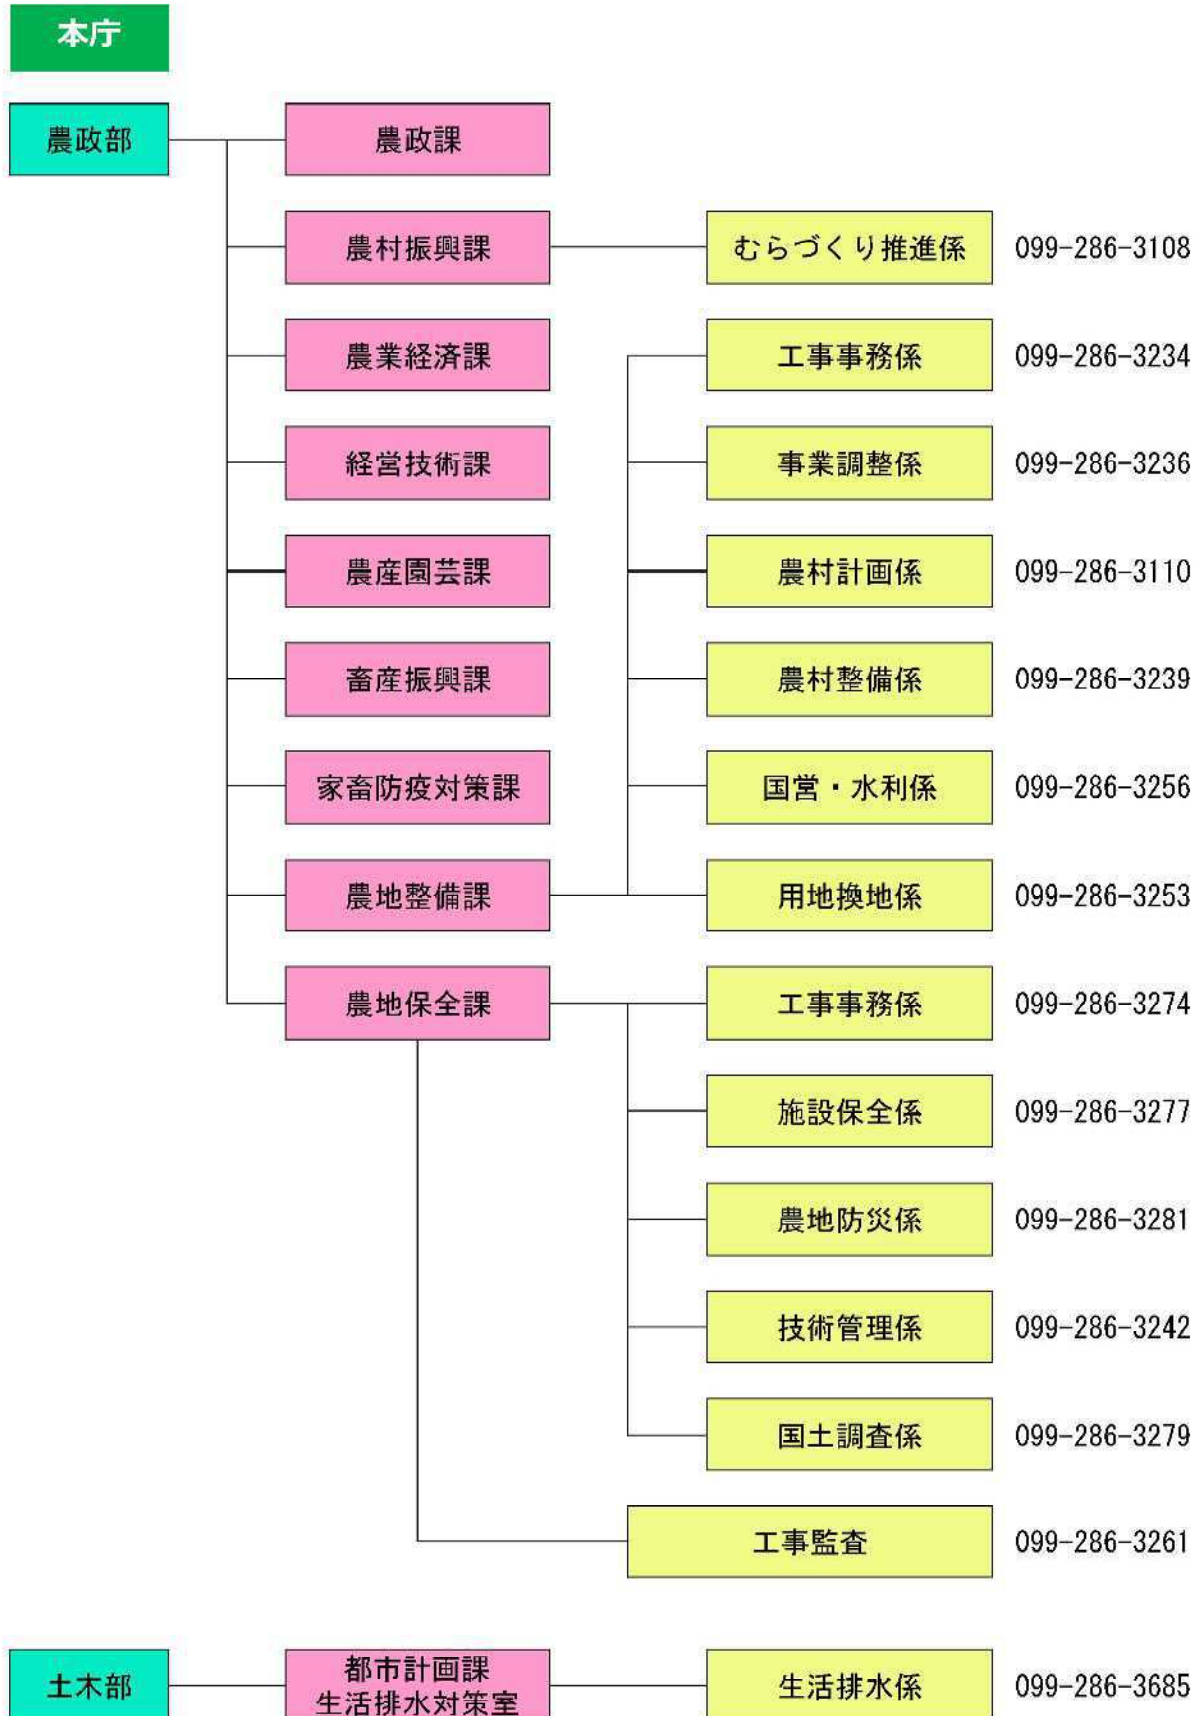 本庁
農政部
農政課
農村振興課
むらづくり推進係
099-286-3108
農業経済課
工事事務係
099-286-3234
経営技術課
事業調整係
099-286-3236
農産園芸課
農村計画係
099-286-3110
畜産振興課
農村整備係
099-286-3239
家畜防疫対策課
国営・水利係
099-286-3256
農地整備課
用地換地係
099-286-3253
農地保全課
工事事務係
099-286-3274
施設保全係
099-286-3277
農地防災係
099-286-3281
技術管理係
099-286-3242
国土調査係
099-286-3279
工事監査
099-286-3261
土木部
都市計画課
生活排水対策室
生活排水係
099-286-3685